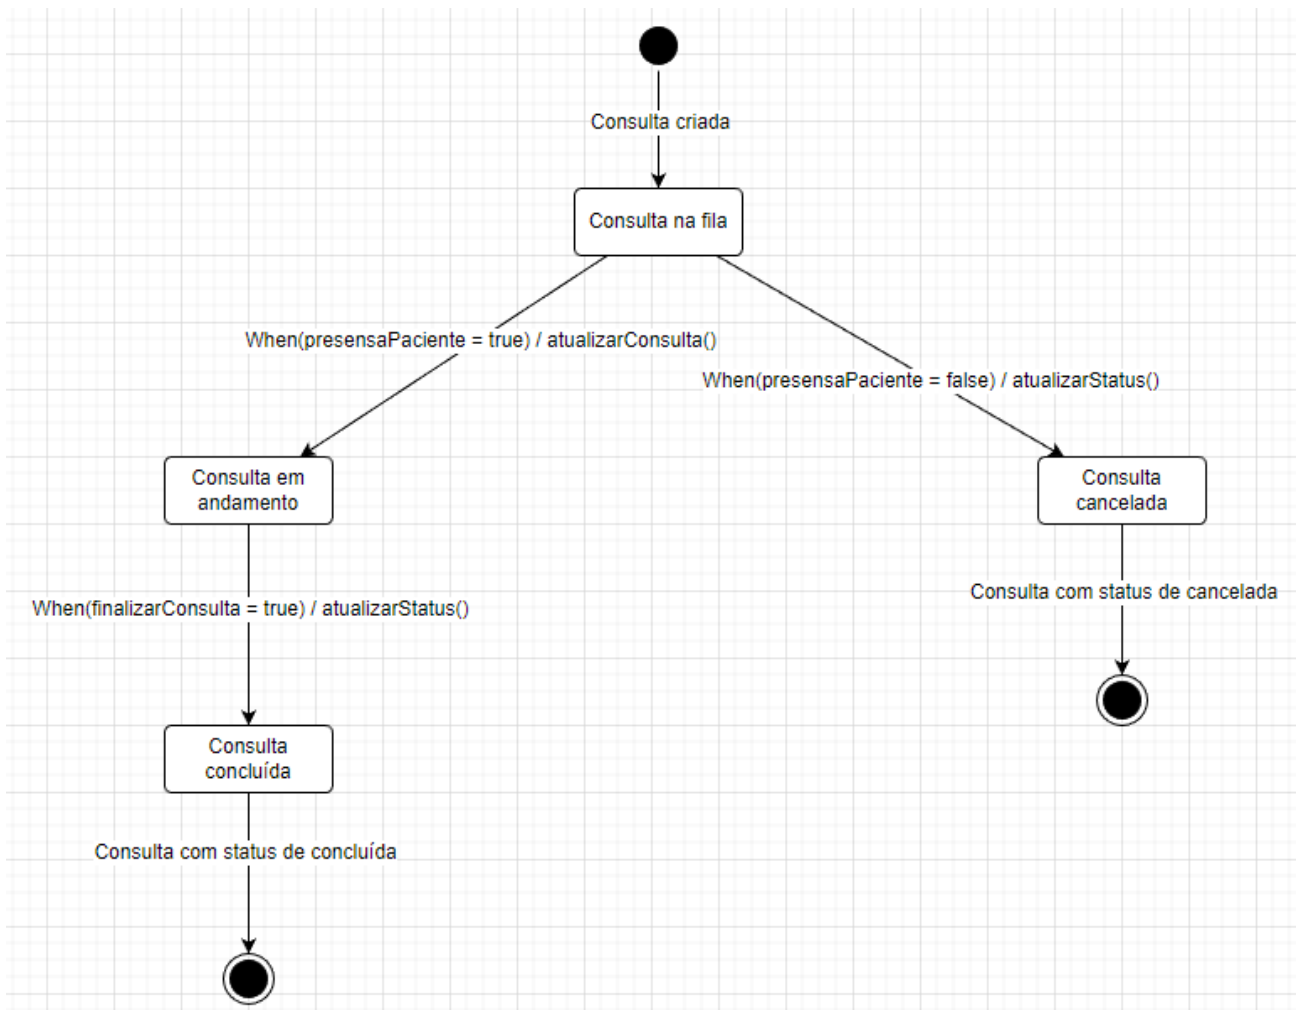 Consulta criada
Consulta na fila
When(presensaPaciente = true) / atualizarConsulta()
When(presensaPaciente = false) / atualizarStatus()
Consulta em
andamento
Consulta
cancelada
When(finalizarConsulta = true) / atualizarStatus()
Consulta com status de cancelada
Consulta
concluída
Consulta com status de concluída